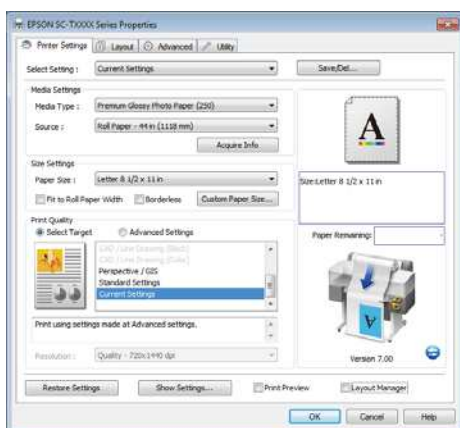 EPSON SC-TXXXX Series Properties
Printer Settings Layout Advanced Utility
Select Setting : Current Settings Save/Del...
Media Settings
Media Type : Premium Glossy Photo Paper (250)
Source : Roll Paper - 44 in (1118 mm)
Acquire Info
A
Size Settings
Paper Size : Letter 8 1/2 x 11 in
Size:Letter 8 1/2 x 11 in
Fit to Roll Paper Width Borderless Custom Paper Size...
Print Quality
Select Target Advanced Settings
Paper Remaining:
CAD / Line Drawing (Black)
CAD / Line Drawing (Color)
Perspective / GIS
Standard Settings
Current Settings
Print using settings made at Advanced settings.
Resolution : Quality - 720x1440 dpi
Version 7.00
Restore Settings Show Settings... Print Preview Layout Manager
OK Cancel Help